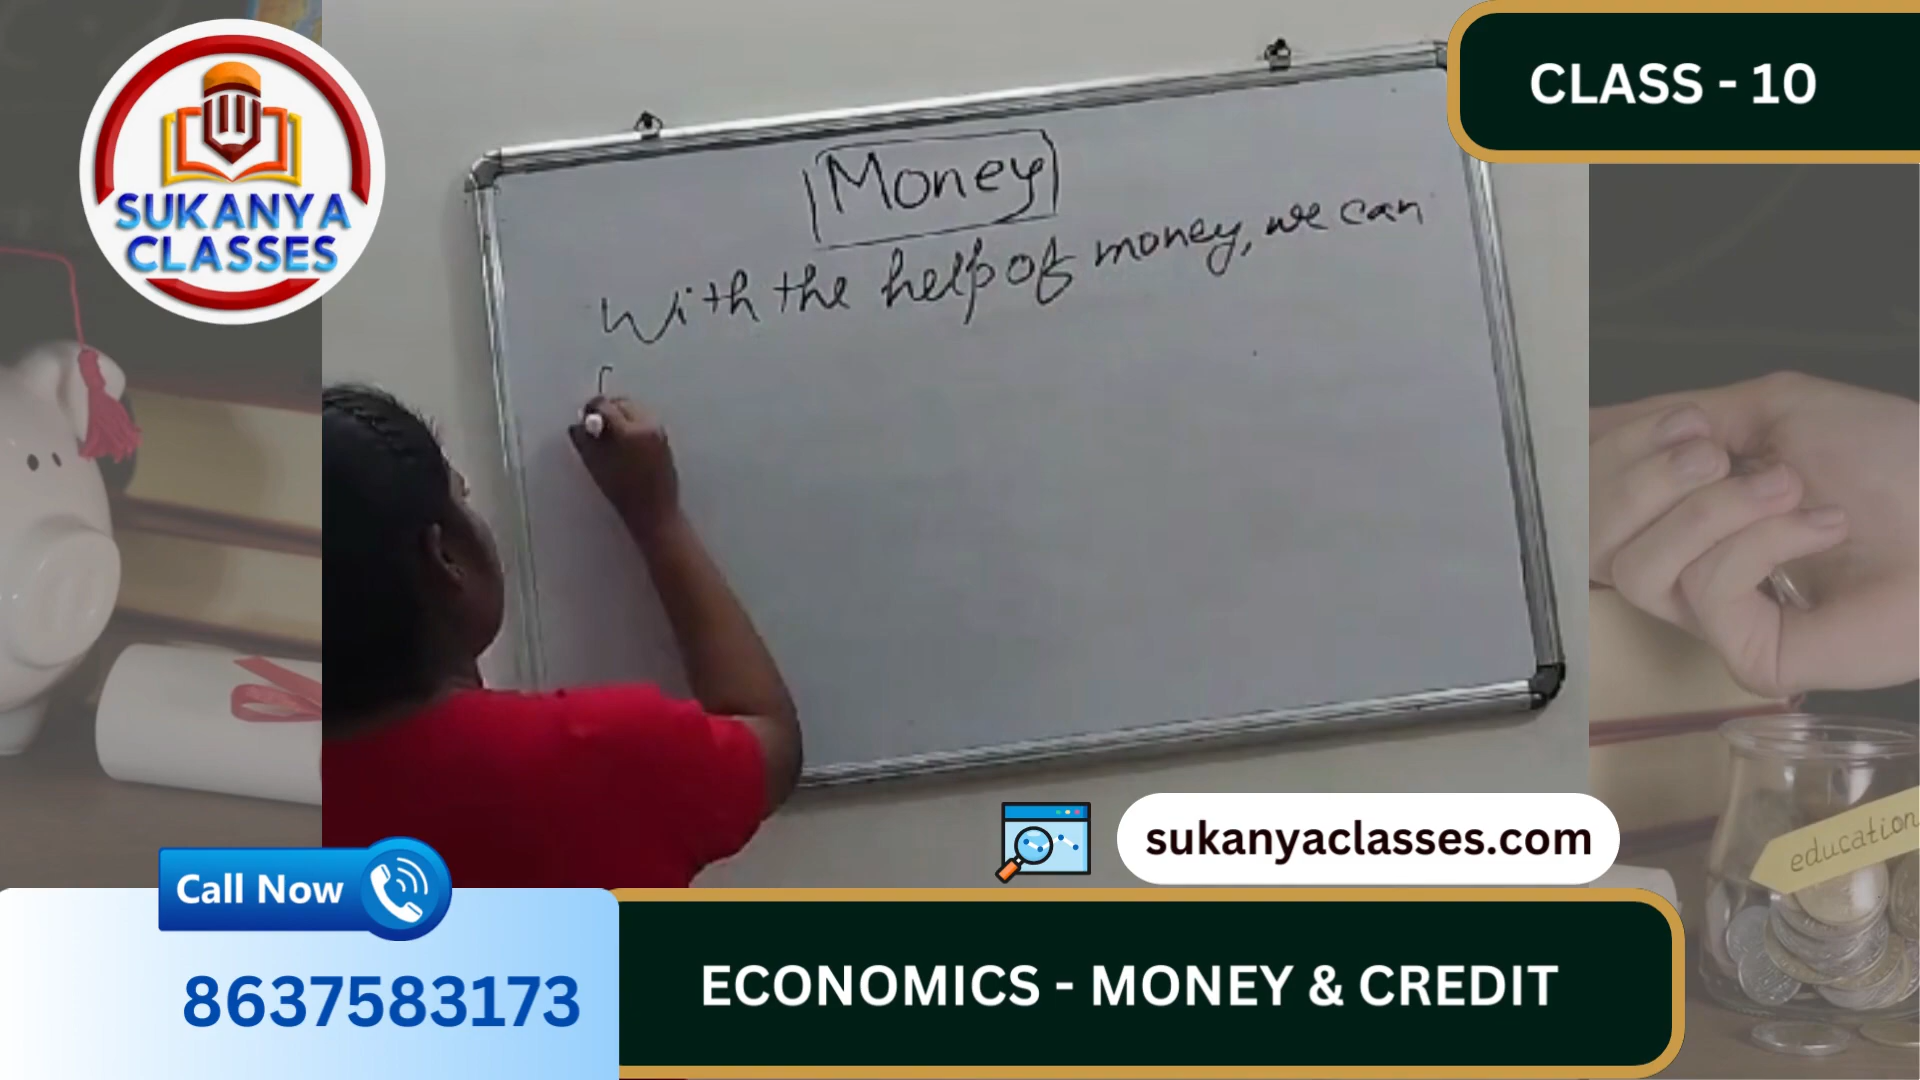 SUKANYA
CLASSES
CLASS - 10
Money
With the help of money, we can
education
sukanyaclasses.com
Call Now
8637583173
ECONOMICS - MONEY & CREDIT